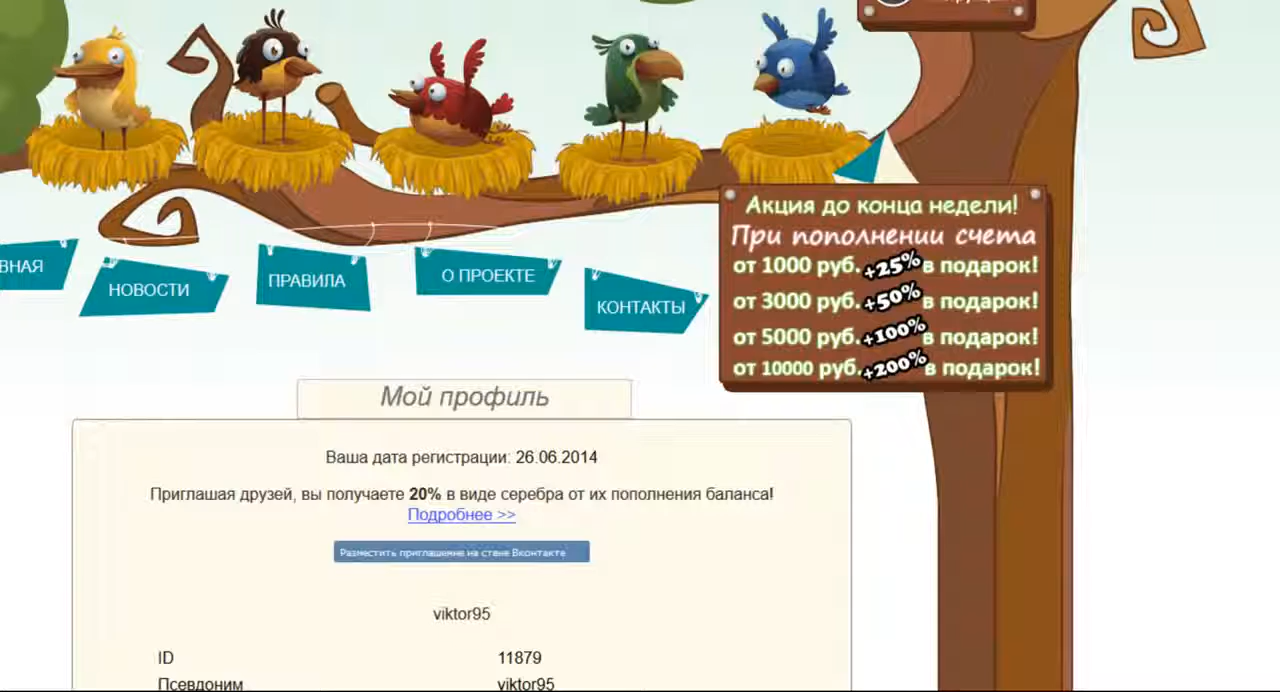 Акция до конца недели!
При пополнении счета
от 1000 руб. +25% в подарок!
от 3000 руб. +50% в подарок!
от 5000 руб. +100% в подарок!
от 10000 руб. +200% в подарок!
ВНАЯ
НОВОСТИ
ПРАВИЛА
О ПРОЕКТЕ
КОНТАКТЫ
Мой профиль
Ваша дата регистрации: 26.06.2014
Приглашая друзей, вы получаете 20% в виде серебра от их пополнения баланса!
Подробнее >>
Разместить приглашение на стене Вконтакте
viktor95
ID 11879
Псевдоним viktor95